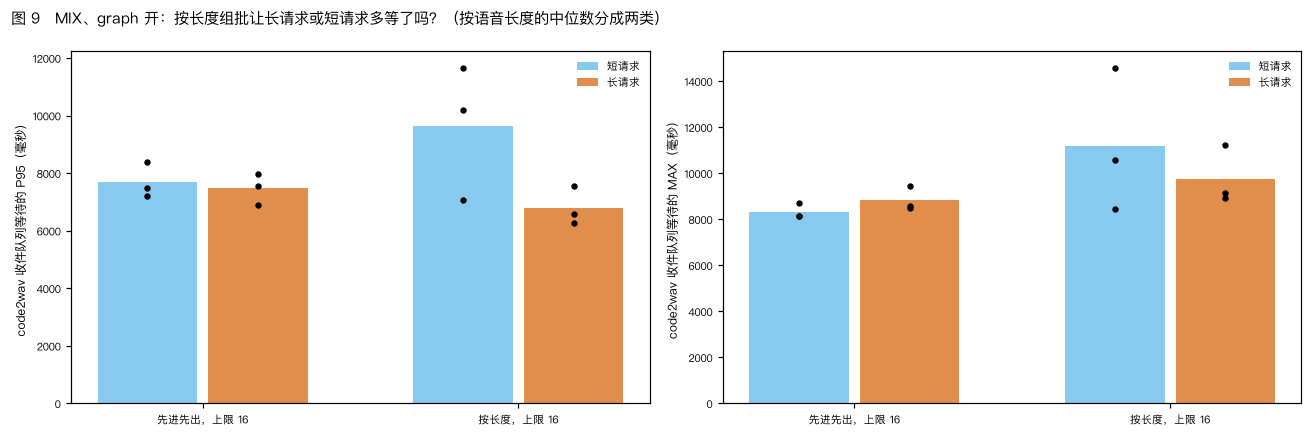 图 9 MIX、graph 开：按长度组批让长请求或短请求多等了吗？（按语音长度的中位数分成两类）
code2wav 收件队列等待的 P95（毫秒）
12000
10000
8000
6000
4000
2000
0
短请求
长请求
先进先出，上限 16
按长度，上限 16
code2wav 收件队列等待的 MAX（毫秒）
14000
12000
10000
8000
6000
4000
2000
0
短请求
长请求
先进先出，上限 16
按长度，上限 16